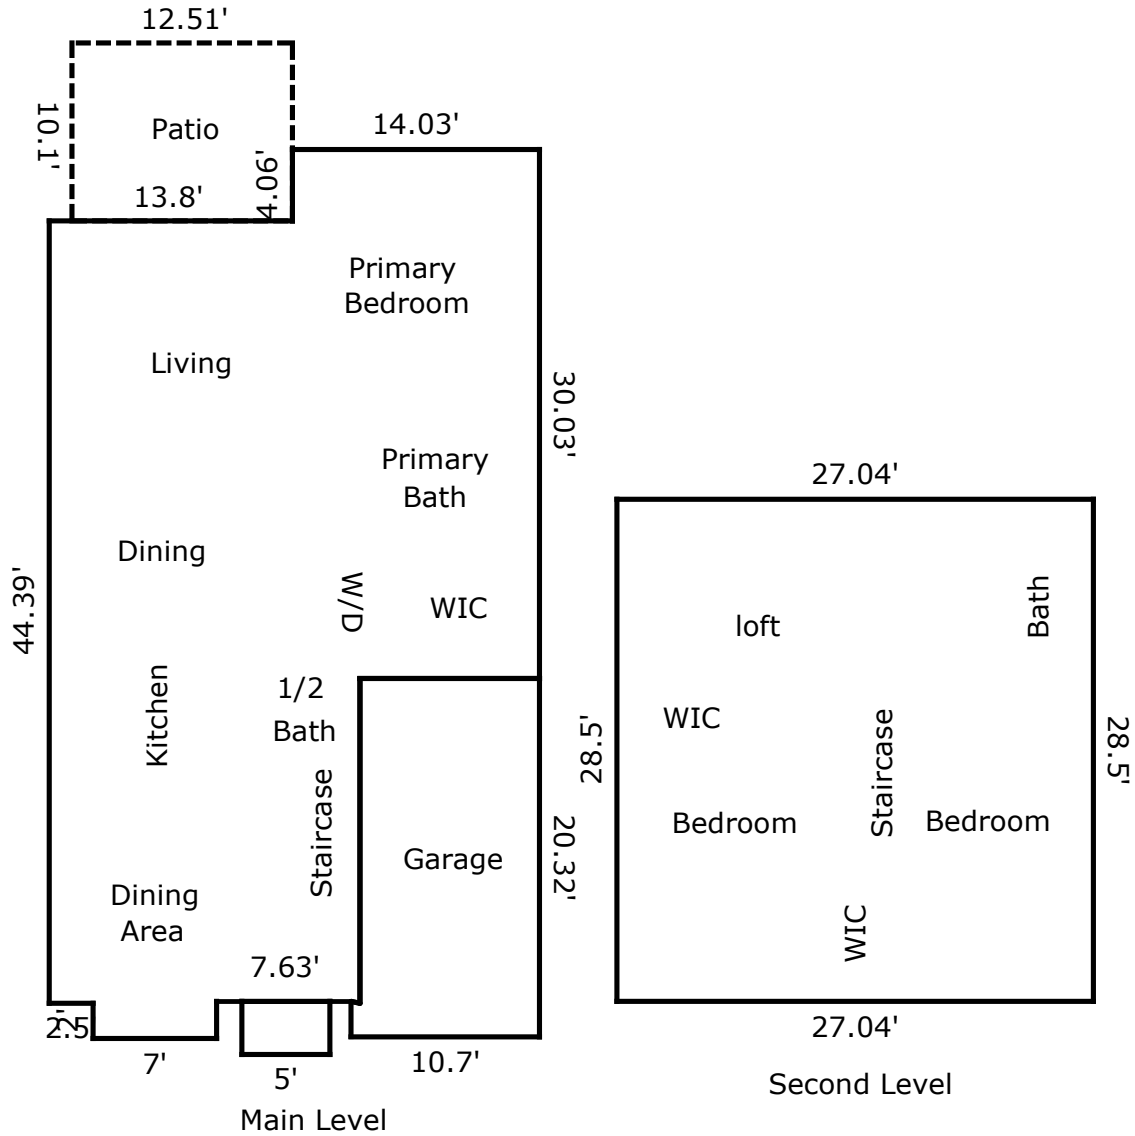 12.51'
10.1'
Patio
14.03'
13.8'
4.06'
Primary
Bedroom
Living
30.03'
Primary
Bath
27.04'
Dining
44.39'
W/D
WIC
loft
Bath
Kitchen
1/2
Bath
WIC
28.5'
Staircase
28.5'
Staircase
Garage
20.32'
Bedroom
Bedroom
Dining
Area
WIC
7.63'
2.5
2'
7'
5'
10.7'
27.04'
Second Level
Main Level